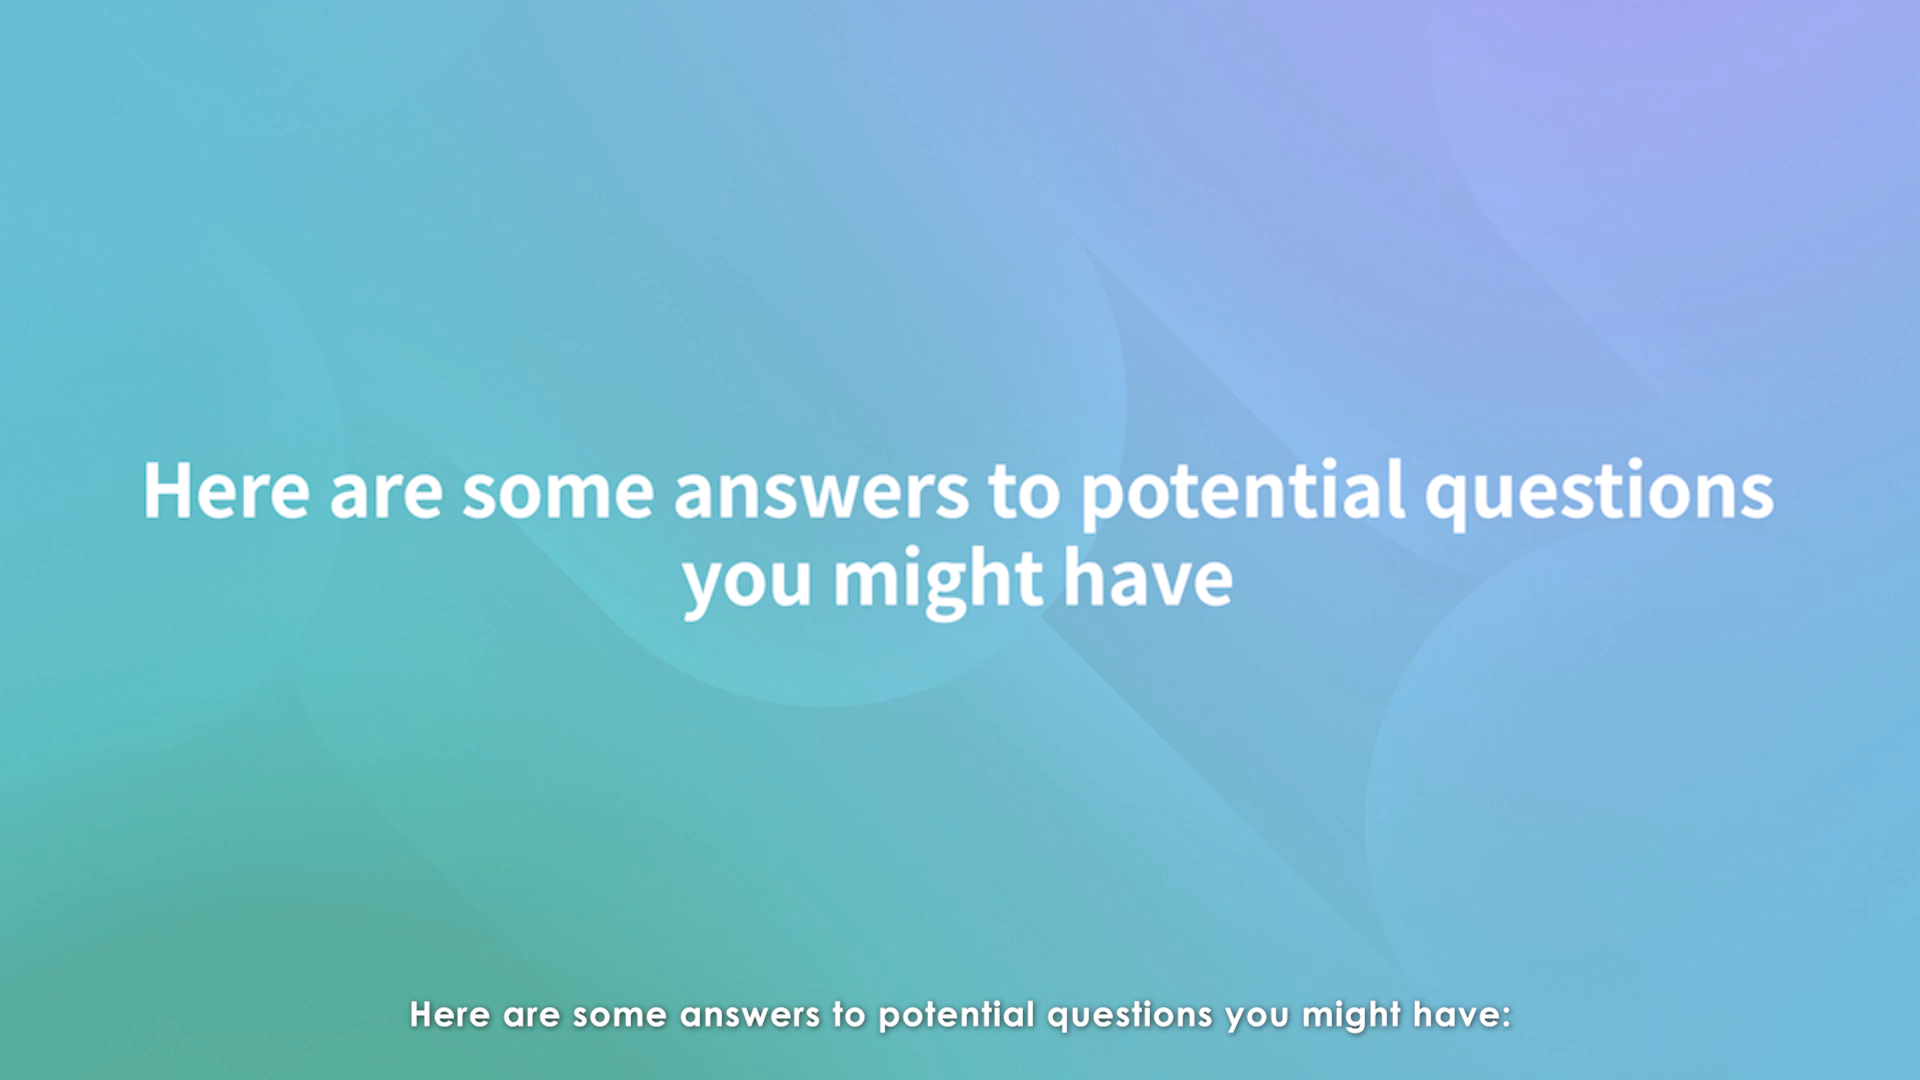 Here are some answers to potential questions
you might have
Here are some answers to potential questions you might have: